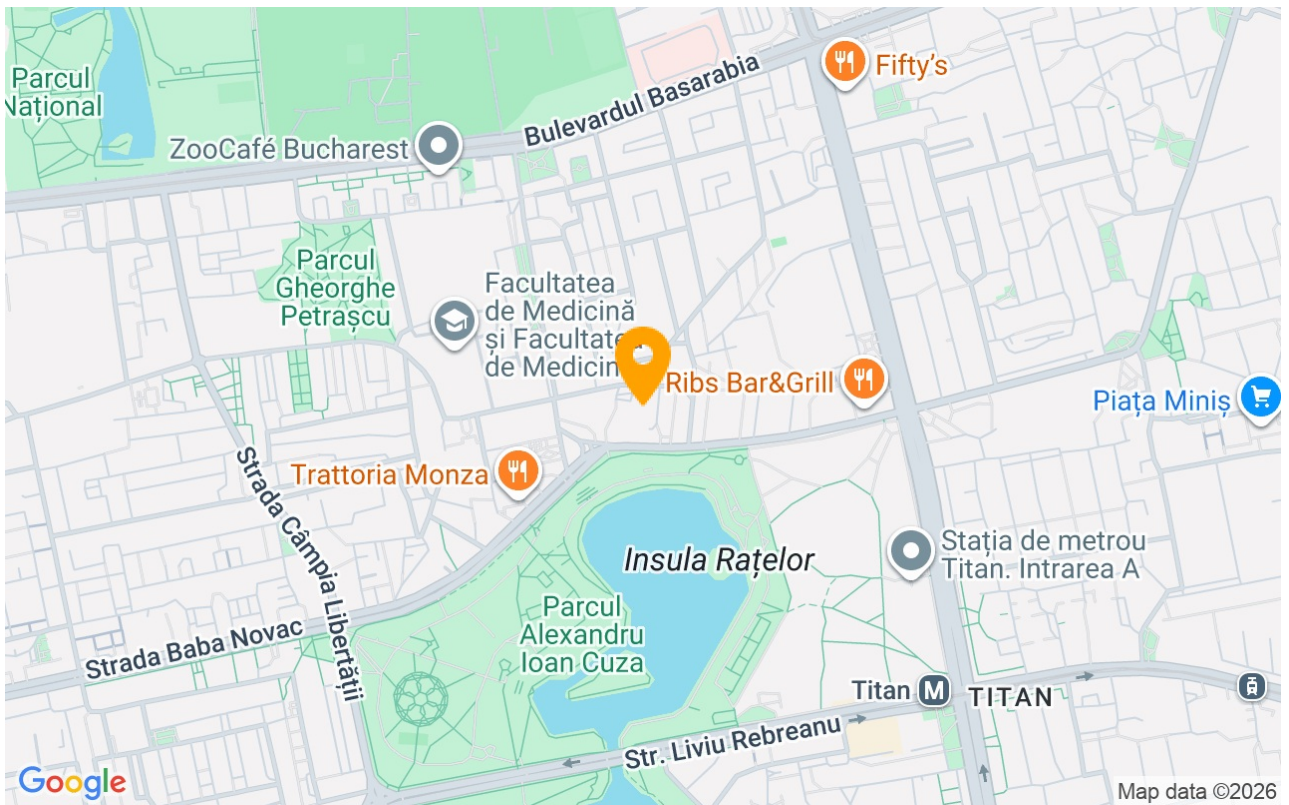 Parcul
Național
Fifty's
Bulevardul Basarabia
ZooCafé Bucharest
Parcul
Gheorghe
Petrașcu
Facultatea
de Medicină
și Facultatea
de Medicin
Ribs Bar&Grill
Piața Miniș
Trattoria Monza
Strada Câmpia Libertății
Insula Rațelor
Stația de metrou
Titan. Intrarea A
Parcul
Alexandru
Ioan Cuza
Strada Baba Novac
Titan M
TITAN
Str. Liviu Rebreanu
Google
Map data ©2026